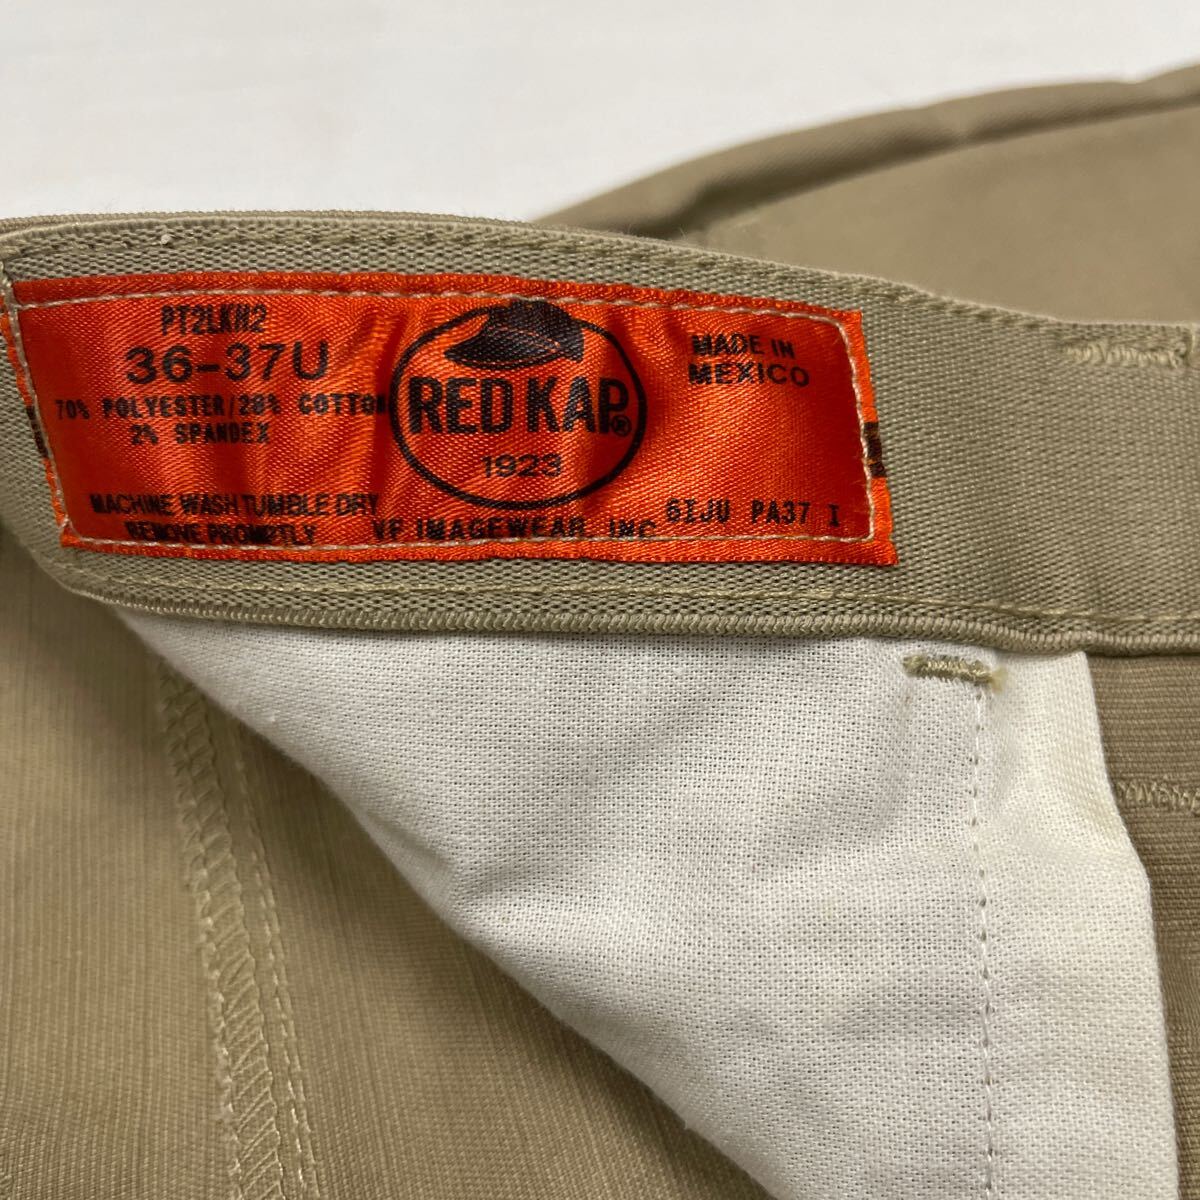 PT2LKH2
36-37U
70% POLYESTER/28% COTTON
2% SPANDEX
MACHINE WASH TUMBLE DRY
REMOVE PROMPTLY
RED KAP®
1923
VF IMAGEWEAR, INC
MADE IN
MEXICO
6IJU PA37 I